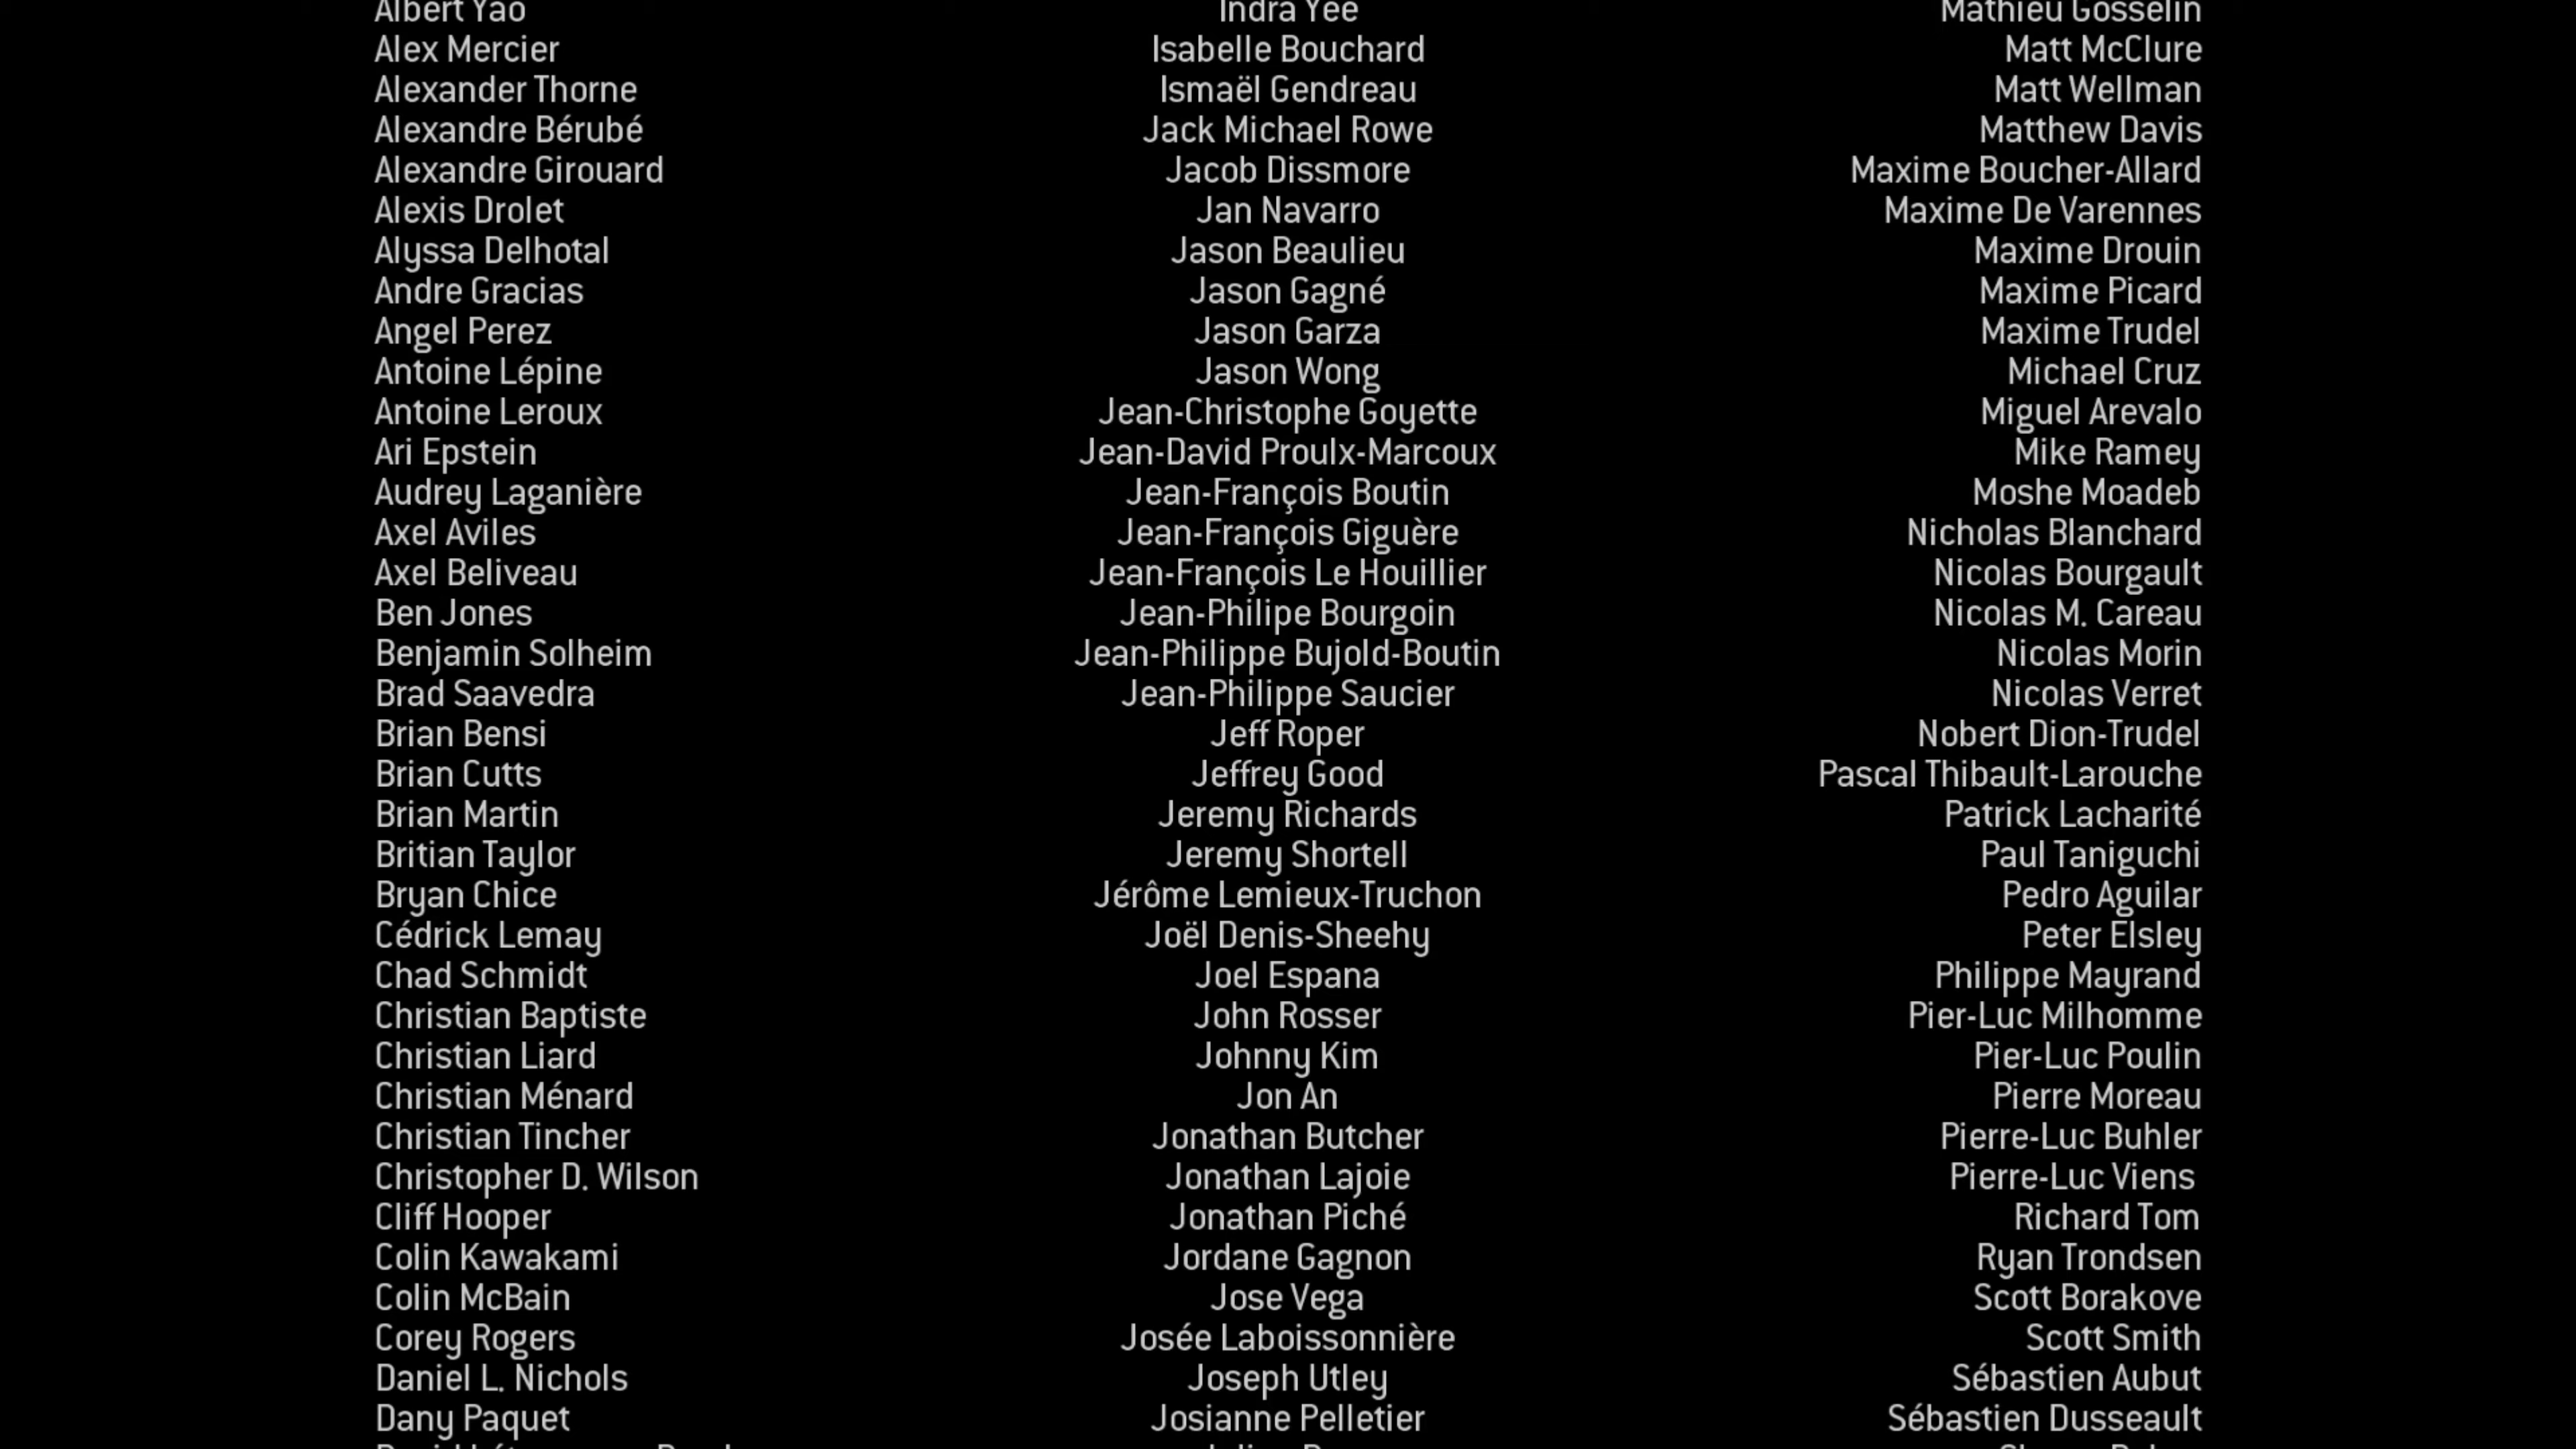 Albert Yao
Alex Mercier
Alexander Thorne
Alexandre Bérubé
Alexandre Girouard
Alexis Drolet
Alyssa Delhotal
Andre Gracias
Angel Perez
Antoine Lépine
Antoine Leroux
Ari Epstein
Audrey Laganière
Axel Aviles
Axel Beliveau
Ben Jones
Benjamin Solheim
Brad Saavedra
Brian Bensi
Brian Cutts
Brian Martin
Britian Taylor
Bryan Chice
Cédrick Lemay
Chad Schmidt
Christian Baptiste
Christian Liard
Christian Ménard
Christian Tincher
Christopher D. Wilson
Cliff Hooper
Colin Kawakami
Colin McBain
Corey Rogers
Daniel L. Nichols
Dany Paquet
Indra Yee
Isabelle Bouchard
Ismaël Gendreau
Jack Michael Rowe
Jacob Dissmore
Jan Navarro
Jason Beaulieu
Jason Gagné
Jason Garza
Jason Wong
Jean-Christophe Goyette
Jean-David Proulx-Marcoux
Jean-François Boutin
Jean-François Giguère
Jean-François Le Houillier
Jean-Philipe Bourgoin
Jean-Philippe Bujold-Boutin
Jean-Philippe Saucier
Jeff Roper
Jeffrey Good
Jeremy Richards
Jeremy Shortell
Jérôme Lemieux-Truchon
Joël Denis-Sheehy
Joel Espana
John Rosser
Johnny Kim
Jon An
Jonathan Butcher
Jonathan Lajoie
Jonathan Piché
Jordane Gagnon
Jose Vega
Josée Laboissonnière
Joseph Utley
Josianne Pelletier
Mathieu Gosselin
Matt McClure
Matt Wellman
Matthew Davis
Maxime Boucher-Allard
Maxime De Varennes
Maxime Drouin
Maxime Picard
Maxime Trudel
Michael Cruz
Miguel Arevalo
Mike Ramey
Moshe Moadeb
Nicholas Blanchard
Nicolas Bourgault
Nicolas M. Careau
Nicolas Morin
Nicolas Verret
Nobert Dion-Trudel
Pascal Thibault-Larouche
Patrick Lacharité
Paul Taniguchi
Pedro Aguilar
Peter Elsley
Philippe Mayrand
Pier-Luc Milhomme
Pier-Luc Poulin
Pierre Moreau
Pierre-Luc Buhler
Pierre-Luc Viens
Richard Tom
Ryan Trondsen
Scott Borakove
Scott Smith
Sébastien Aubut
Sébastien Dusseault